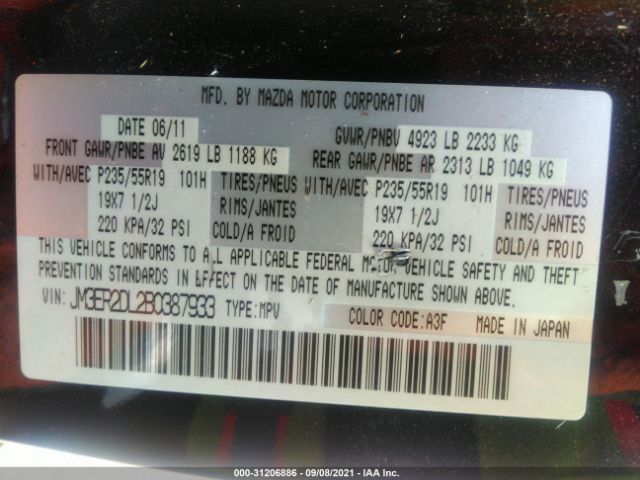 MFD. BY MAZDA MOTOR CORPORATION
DATE 06/11 GVWR/PNBV 4923 LB 2233 KG
FRONT GAWR/PNBE AV 2619 LB 1188 KG REAR GAWR/PNBE AR 2313 LB 1049 KG
WITH/AVEC P235/55R19 101H TIRES/PNEUS WITH/AVEC P235/55R19 101H TIRES/PNEUS
19X7 1/2J RIMS/JANTES 19X7 1/2J RIMS/JANTES
220 KPA/32 PSI COLD/A FROID 220 KPA/32 PSI COLD/A FROID
THIS VEHICLE CONFORMS TO ALL APPLICABLE FEDERAL MOTOR VEHICLE SAFETY AND THEFT
PREVENTION STANDARDS IN EFFECT ON THE DATE OF MANUFACTURE SHOWN ABOVE.
VIN: JM3ER2DL2B0387933 TYPE: MPV
COLOR CODE: A3F MADE IN JAPAN
000-31206886 - 09/08/2021 - IAA Inc.